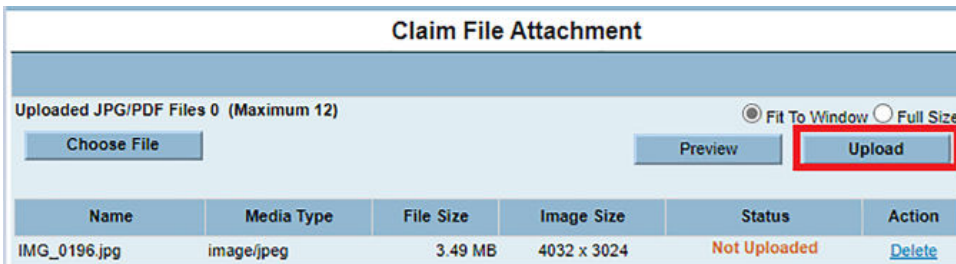 Claim File Attachment
Uploaded JPG/PDF Files 0 (Maximum 12)
Fit To Window Full Size
Choose File Preview Upload
Name Media Type File Size Image Size Status Action
IMG_0196.jpg image/jpeg 3.49 MB 4032 x 3024 Not Uploaded Delete